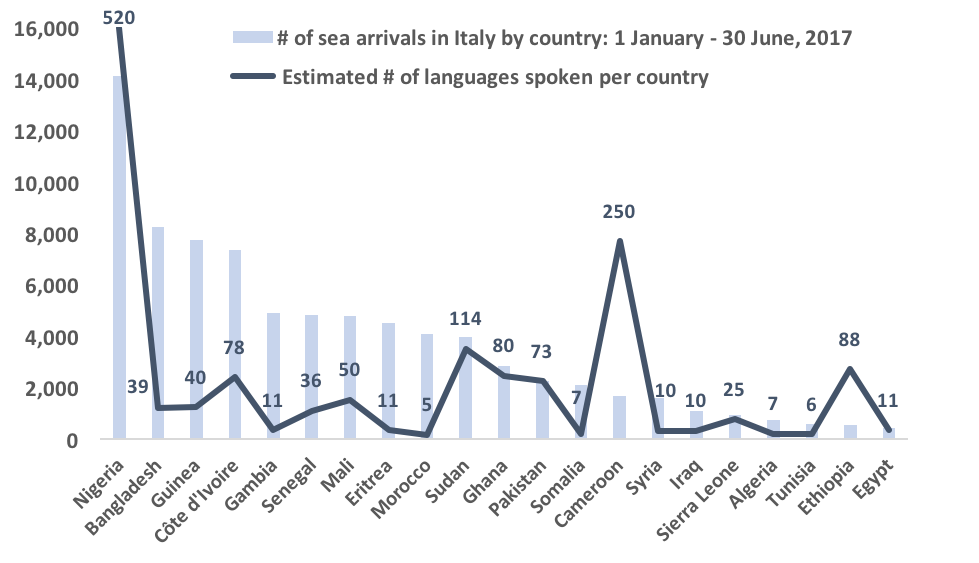 520
16,000
# of sea arrivals in Italy by country: 1 January - 30 June, 2017
14,000
Estimated # of languages spoken per country
12,000
10,000
250
8,000
6,000
114
4,000
78
80
73
88
39
40
11
36
50
11
5
7
10
10
25
7
6
11
2,000
0
Nigeria
Bangladesh
Guinea
Côte d'Ivoire
Gambia
Senegal
Mali
Eritrea
Morocco
Sudan
Ghana
Pakistan
Somalia
Cameroon
Syria
Iraq
Sierra Leone
Algeria
Tunisia
Ethiopia
Egypt